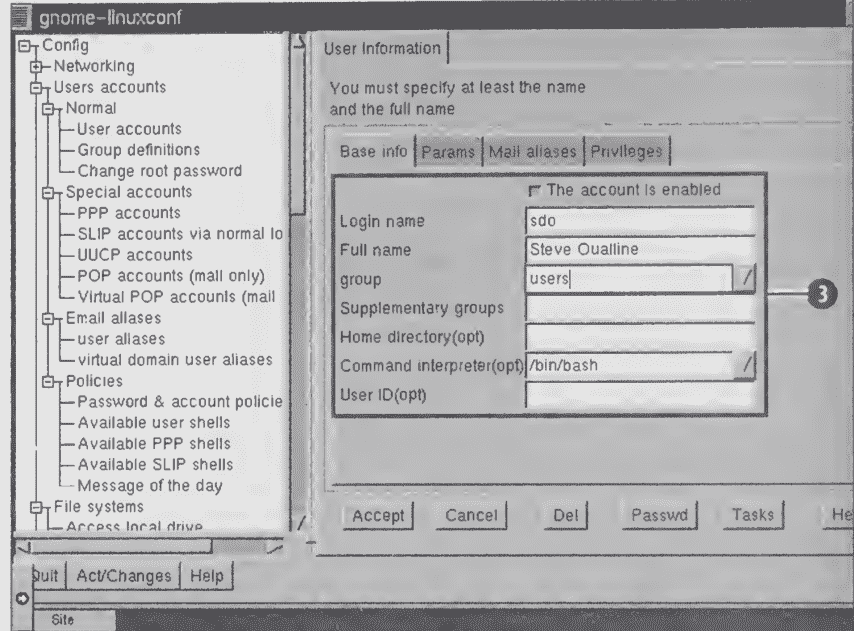 gnome-linuxconf
Config
Networking
Users accounts
Normal
User accounts
Group definitions
Change root password
Special accounts
PPP accounts
SLIP accounts via normal lo
UUCP accounts
POP accounts (mail only)
Virtual POP accounts (mail
Email aliases
user aliases
virtual domain user aliases
Policies
Password & account policie
Available user shells
Available PPP shells
Available SLIP shells
Message of the day
File systems
Access local drive
User Information
You must specify at least the name
and the full name
Base info Params Mail aliases Privileges
The account is enabled
Login name sdo
Full name Steve Oualline
group users
Supplementary groups
Home directory(opt)
Command interpreter(opt) /bin/bash
User ID(opt)
3
Accept Cancel Del Passwd Tasks He
Quit Act/Changes Help
Site